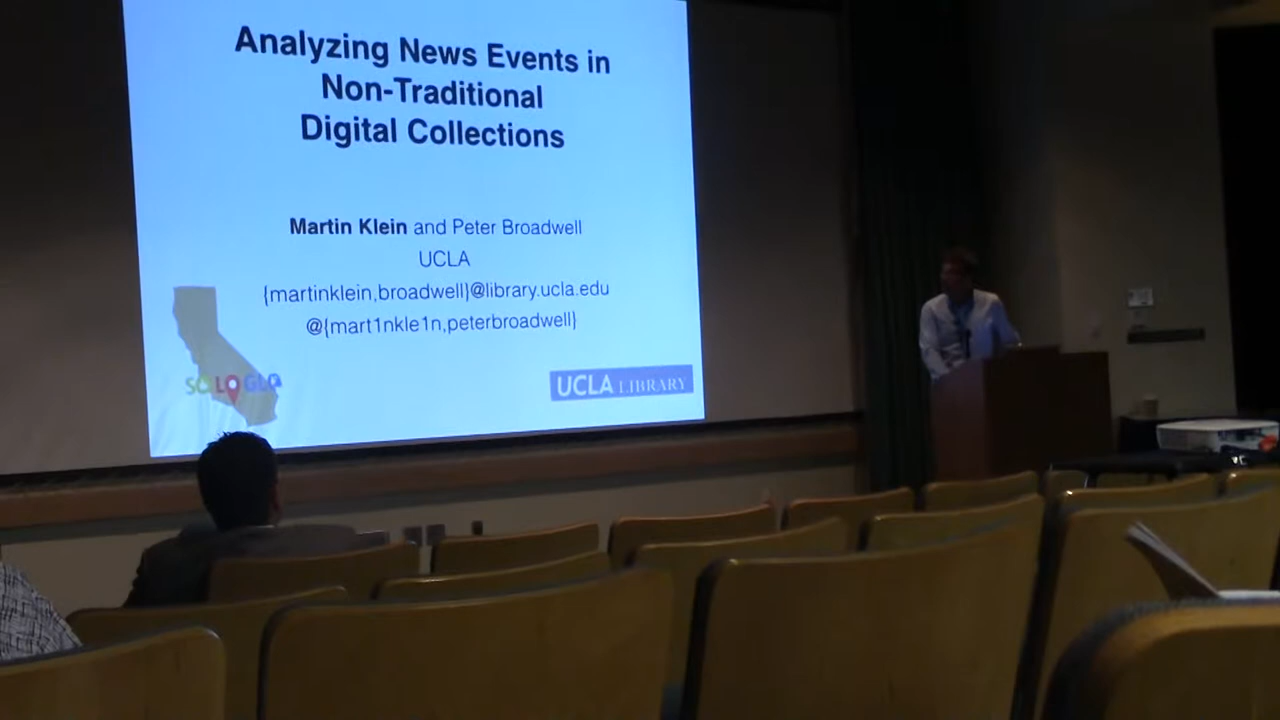 Analyzing News Events in
Non-Traditional
Digital Collections
Martin Klein and Peter Broadwell
UCLA
{martinklein,broadwell}@library.ucla.edu
@{mart1nkle1n,peterbroadwell}
SOLOGLO
UCLA LIBRARY